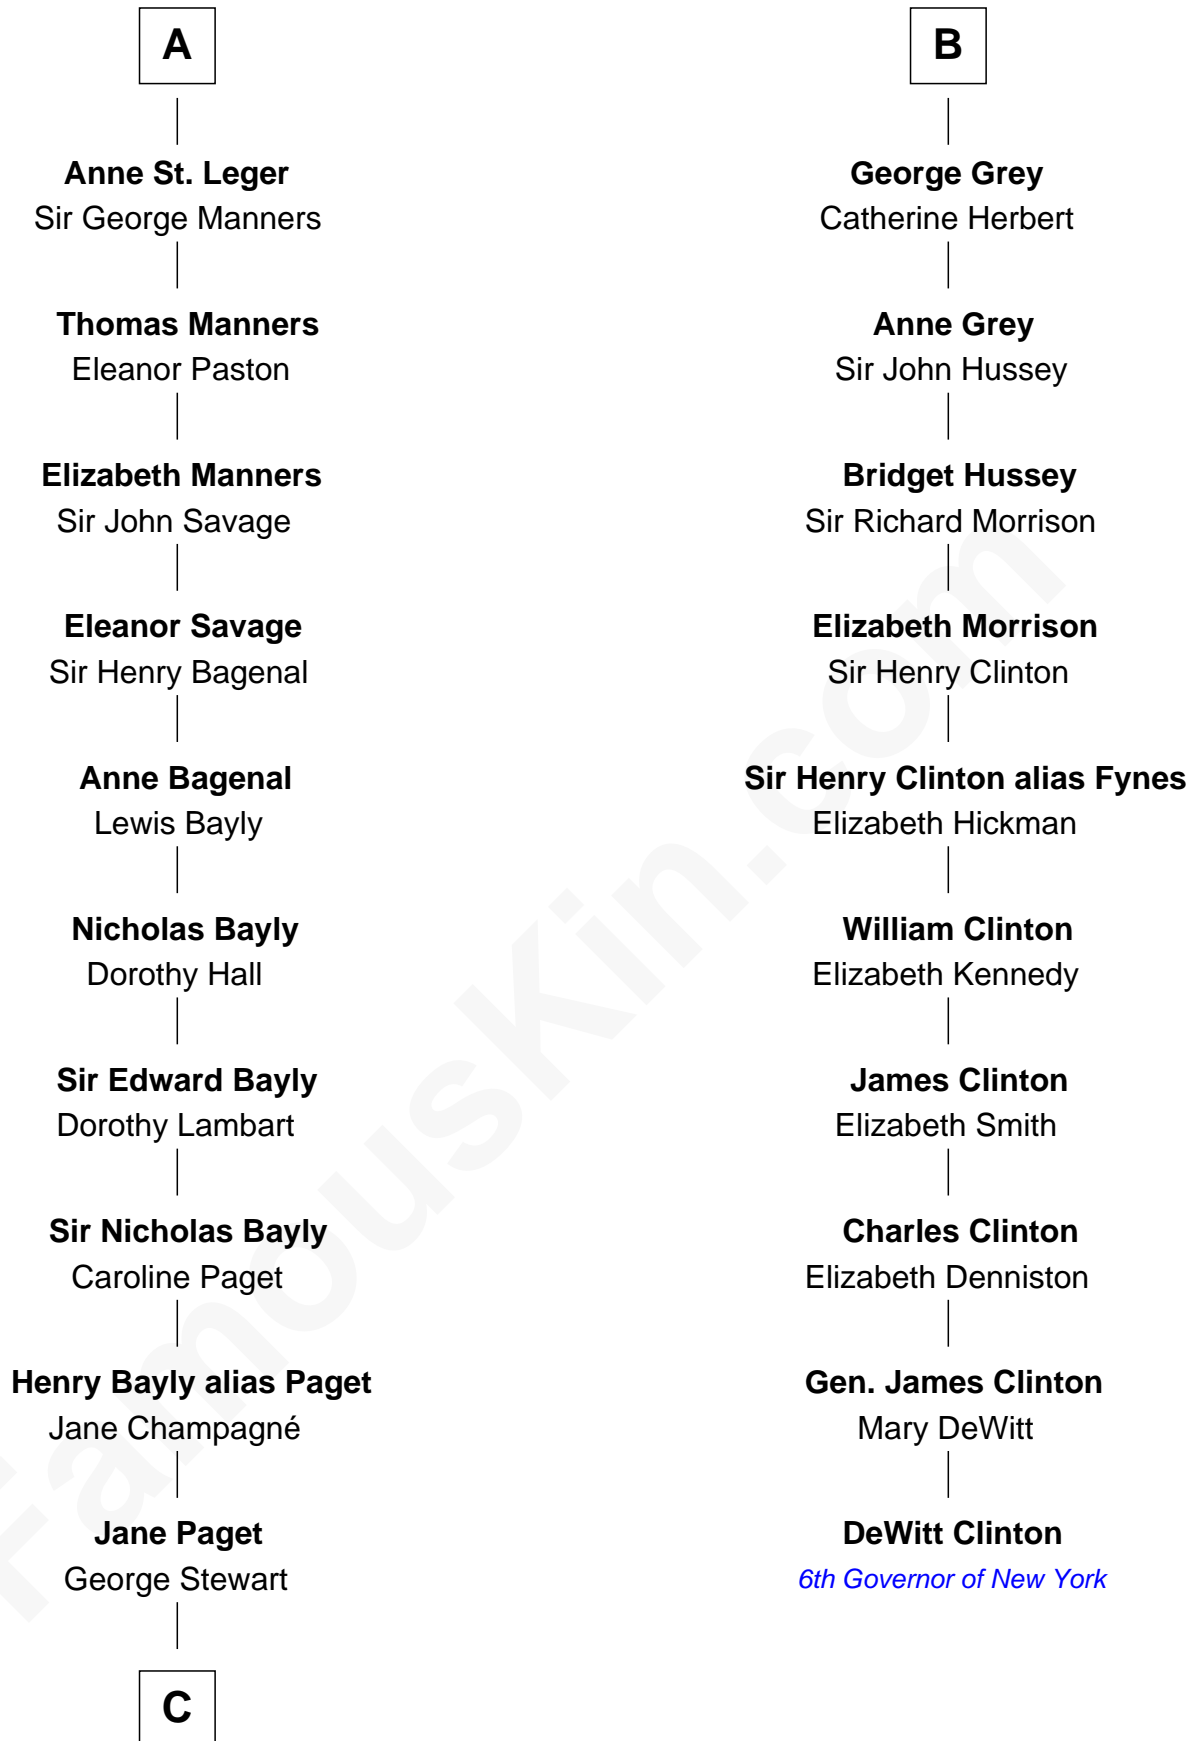 A
Anne St. Leger
Sir George Manners
Thomas Manners
Eleanor Paston
Elizabeth Manners
Sir John Savage
Eleanor Savage
Sir Henry Bagenal
Anne Bagenal
Lewis Bayly
Nicholas Bayly
Dorothy Hall
Sir Edward Bayly
Dorothy Lambart
Sir Nicholas Bayly
Caroline Paget
Henry Bayly alias Paget
Jane Champagné
Jane Paget
George Stewart
C
B
George Grey
Catherine Herbert
Anne Grey
Sir John Hussey
Bridget Hussey
Sir Richard Morrison
Elizabeth Morrison
Sir Henry Clinton
Sir Henry Clinton alias Fynes
Elizabeth Hickman
William Clinton
Elizabeth Kennedy
James Clinton
Elizabeth Smith
Charles Clinton
Elizabeth Denniston
Gen. James Clinton
Mary DeWitt
DeWitt Clinton
6th Governor of New York
FamousKin.com